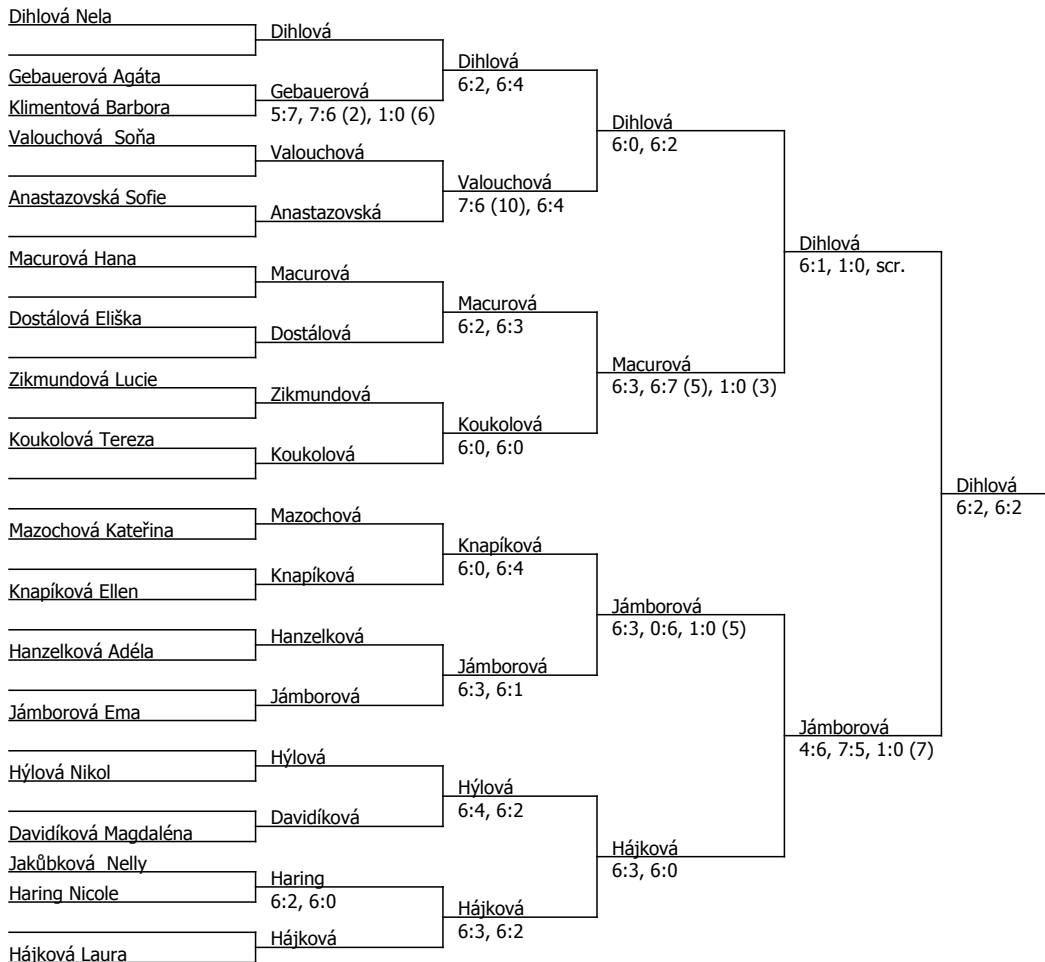 Dihlová Nela
Dihlová
Dihlová
6:2, 6:4
Gebauerová Agáta
Gebauerová
5:7, 7:6 (2), 1:0 (6)
Klimentová Barbora
Dihlová
6:0, 6:2
Valouchová  Soňa
Valouchová
Valouchová
7:6 (10), 6:4
Anastazovská Sofie
Anastazovská
Dihlová
6:1, 1:0, scr.
Macurová Hana
Macurová
Macurová
6:2, 6:3
Dostálová Eliška
Dostálová
Macurová
6:3, 6:7 (5), 1:0 (3)
Zikmundová Lucie
Zikmundová
Koukolová
6:0, 6:0
Koukolová Tereza
Koukolová
Dihlová
6:2, 6:2
Mazochová
Mazochová Kateřina
Knapíková
6:0, 6:4
Knapíková
Knapíková Ellen
Jámborová
6:3, 0:6, 1:0 (5)
Hanzelková
Hanzelková Adéla
Jámborová
6:3, 6:1
Jámborová
Jámborová Ema
Jámborová
4:6, 7:5, 1:0 (7)
Hýlová
Hýlová Nikol
Hýlová
6:4, 6:2
Davidíková
Davidíková Magdaléna
Hájková
6:3, 6:0
Jakůbková  Nelly
Haring
6:2, 6:0
Haring Nicole
Hájková
6:3, 6:2
Hájková
Hájková Laura